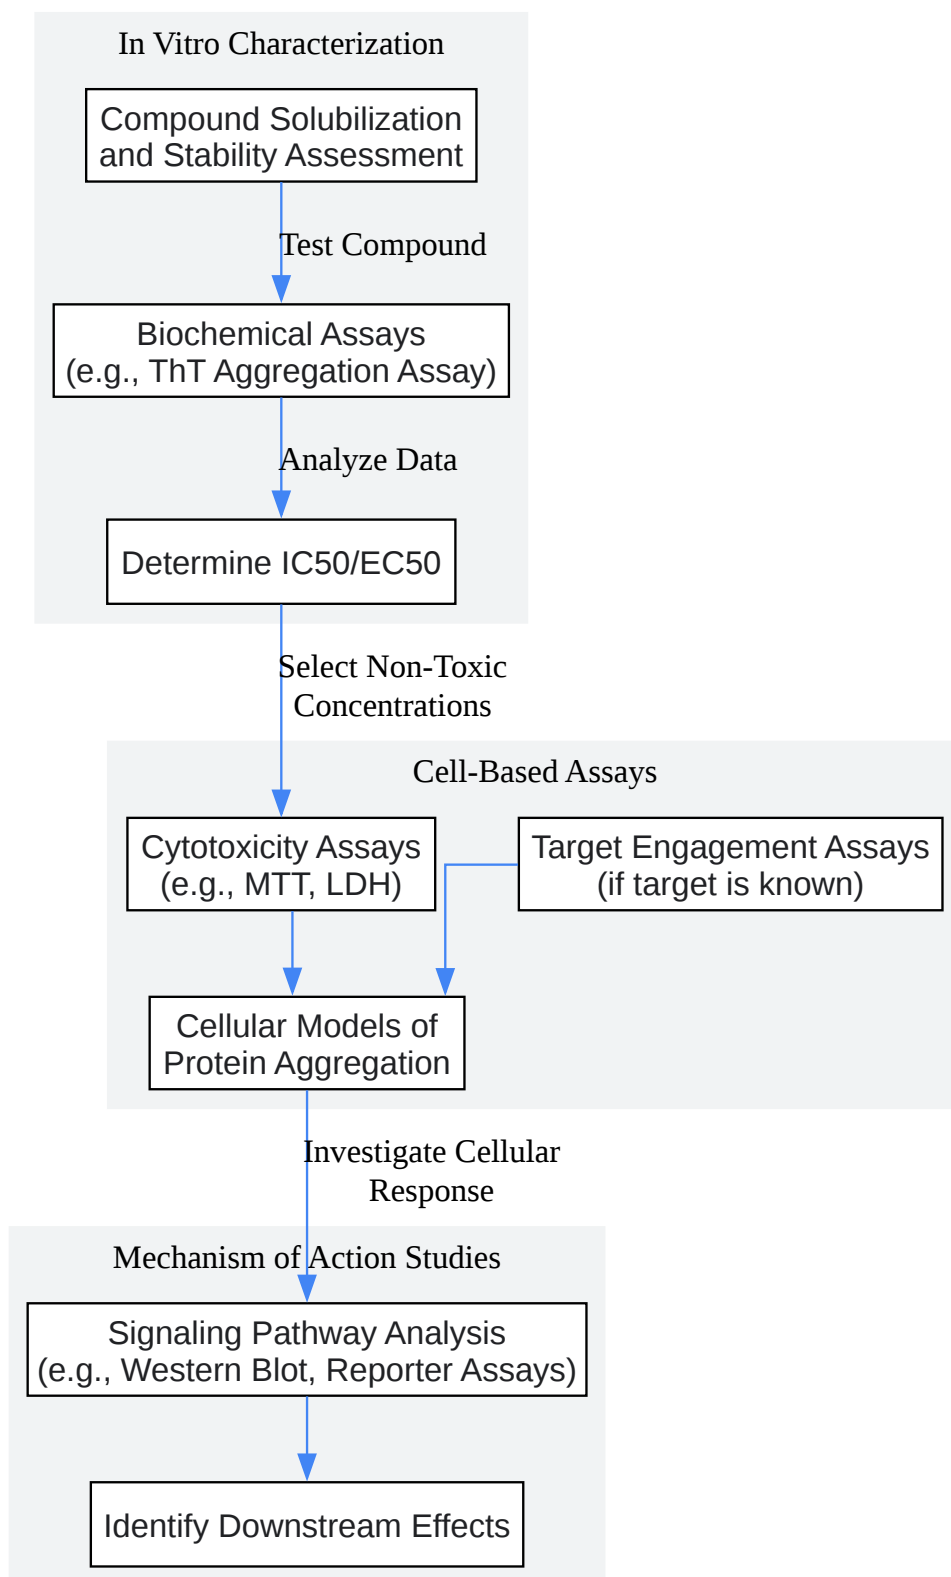 In Vitro Characterization
Compound Solubilization
and Stability Assessment
Test Compound
Biochemical Assays
(e.g., ThT Aggregation Assay)
Analyze Data
Determine IC50/EC50
Select Non-Toxic
Concentrations
Cell-Based Assays
Cytotoxicity Assays
(e.g., MTT, LDH)
Target Engagement Assays
(if target is known)
Cellular Models of
Protein Aggregation
Investigate Cellular
Response
Mechanism of Action Studies
Signaling Pathway Analysis
(e.g., Western Blot, Reporter Assays)
Identify Downstream Effects